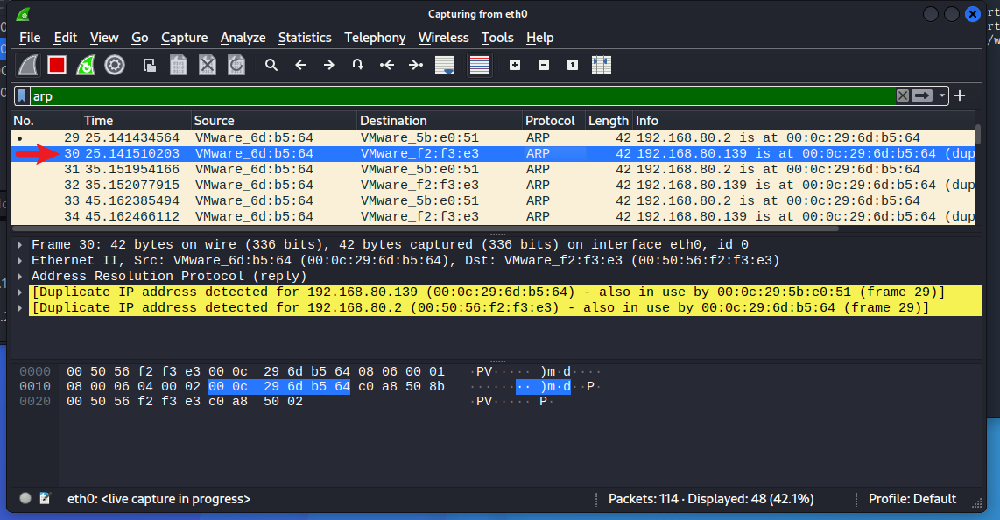 Capturing from eth0
File Edit View Go Capture Analyze Statistics Telephony Wireless Tools Help
arp
No. Time Source Destination Protocol Length Info
29 25.141434564 VMware_6d:b5:64 VMware_5b:e0:51 ARP 42 192.168.80.2 is at 00:0c:29:6d:b5:64
30 25.141510203 VMware_6d:b5:64 VMware_f2:f3:e3 ARP 42 192.168.80.139 is at 00:0c:29:6d:b5:64 (dup
31 35.151954166 VMware_6d:b5:64 VMware_5b:e0:51 ARP 42 192.168.80.2 is at 00:0c:29:6d:b5:64
32 35.152077915 VMware_6d:b5:64 VMware_f2:f3:e3 ARP 42 192.168.80.139 is at 00:0c:29:6d:b5:64 (dup
33 45.162385494 VMware_6d:b5:64 VMware_5b:e0:51 ARP 42 192.168.80.2 is at 00:0c:29:6d:b5:64
34 45.162466112 VMware_6d:b5:64 VMware_f2:f3:e3 ARP 42 192.168.80.139 is at 00:0c:29:6d:b5:64 (dup
Frame 30: 42 bytes on wire (336 bits), 42 bytes captured (336 bits) on interface eth0, id 0
Ethernet II, Src: VMware_6d:b5:64 (00:0c:29:6d:b5:64), Dst: VMware_f2:f3:e3 (00:50:56:f2:f3:e3)
Address Resolution Protocol (reply)
[Duplicate IP address detected for 192.168.80.139 (00:0c:29:6d:b5:64) - also in use by 00:0c:29:5b:e0:51 (frame 29)]
[Duplicate IP address detected for 192.168.80.2 (00:50:56:f2:f3:e3) - also in use by 00:0c:29:6d:b5:64 (frame 29)]
0000 00 50 56 f2 f3 e3 00 0c 29 6d b5 64 08 06 00 01 ·PV····· )m·d····
0010 08 00 06 04 00 02 00 0c 29 6d b5 64 c0 a8 50 8b ········ )m·d··P·
0020 00 50 56 f2 f3 e3 c0 a8 50 02 ·PV····· P·
eth0: <live capture in progress> Packets: 114 · Displayed: 48 (42.1%) Profile: Default